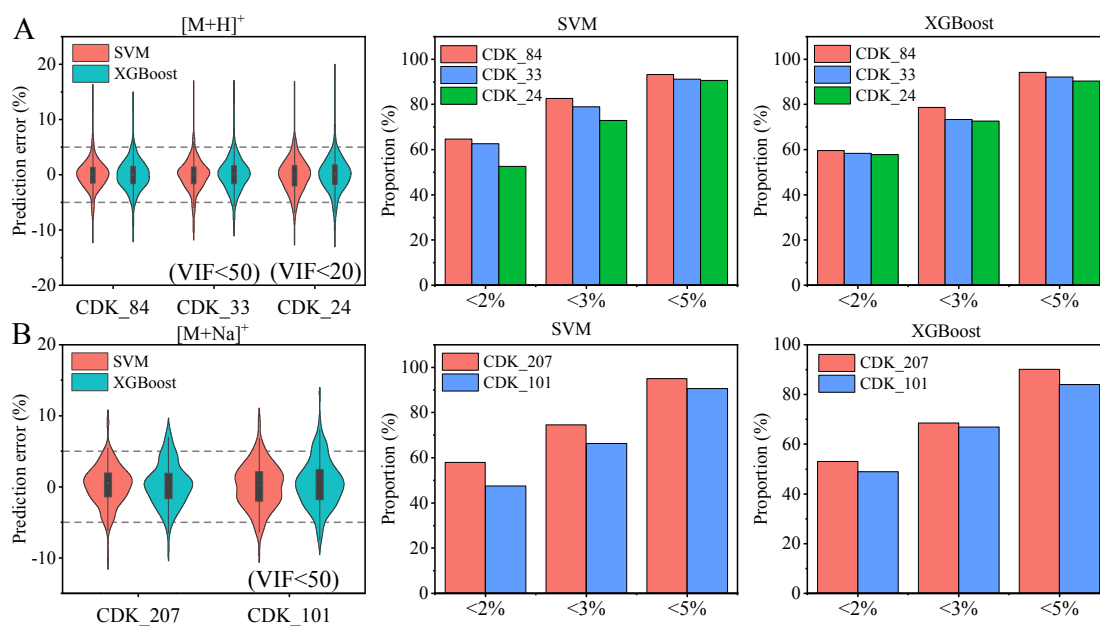 A
[M+H]+
SVM
XGBoost
Prediction error (%)
20
10
0
-10
-20
(VIF<50)
(VIF<20)
CDK_84
CDK_33
CDK_24
SVM
CDK_84
CDK_33
CDK_24
Proportion (%)
100
80
60
40
20
0
<2%
<3%
<5%
XGBoost
CDK_84
CDK_33
CDK_24
Proportion (%)
100
80
60
40
20
0
<2%
<3%
<5%
B
[M+Na]+
SVM
XGBoost
Prediction error (%)
20
10
0
-10
(VIF<50)
CDK_207
CDK_101
SVM
CDK_207
CDK_101
Proportion (%)
100
80
60
40
20
0
<2%
<3%
<5%
XGBoost
CDK_207
CDK_101
Proportion (%)
100
80
60
40
20
0
<2%
<3%
<5%